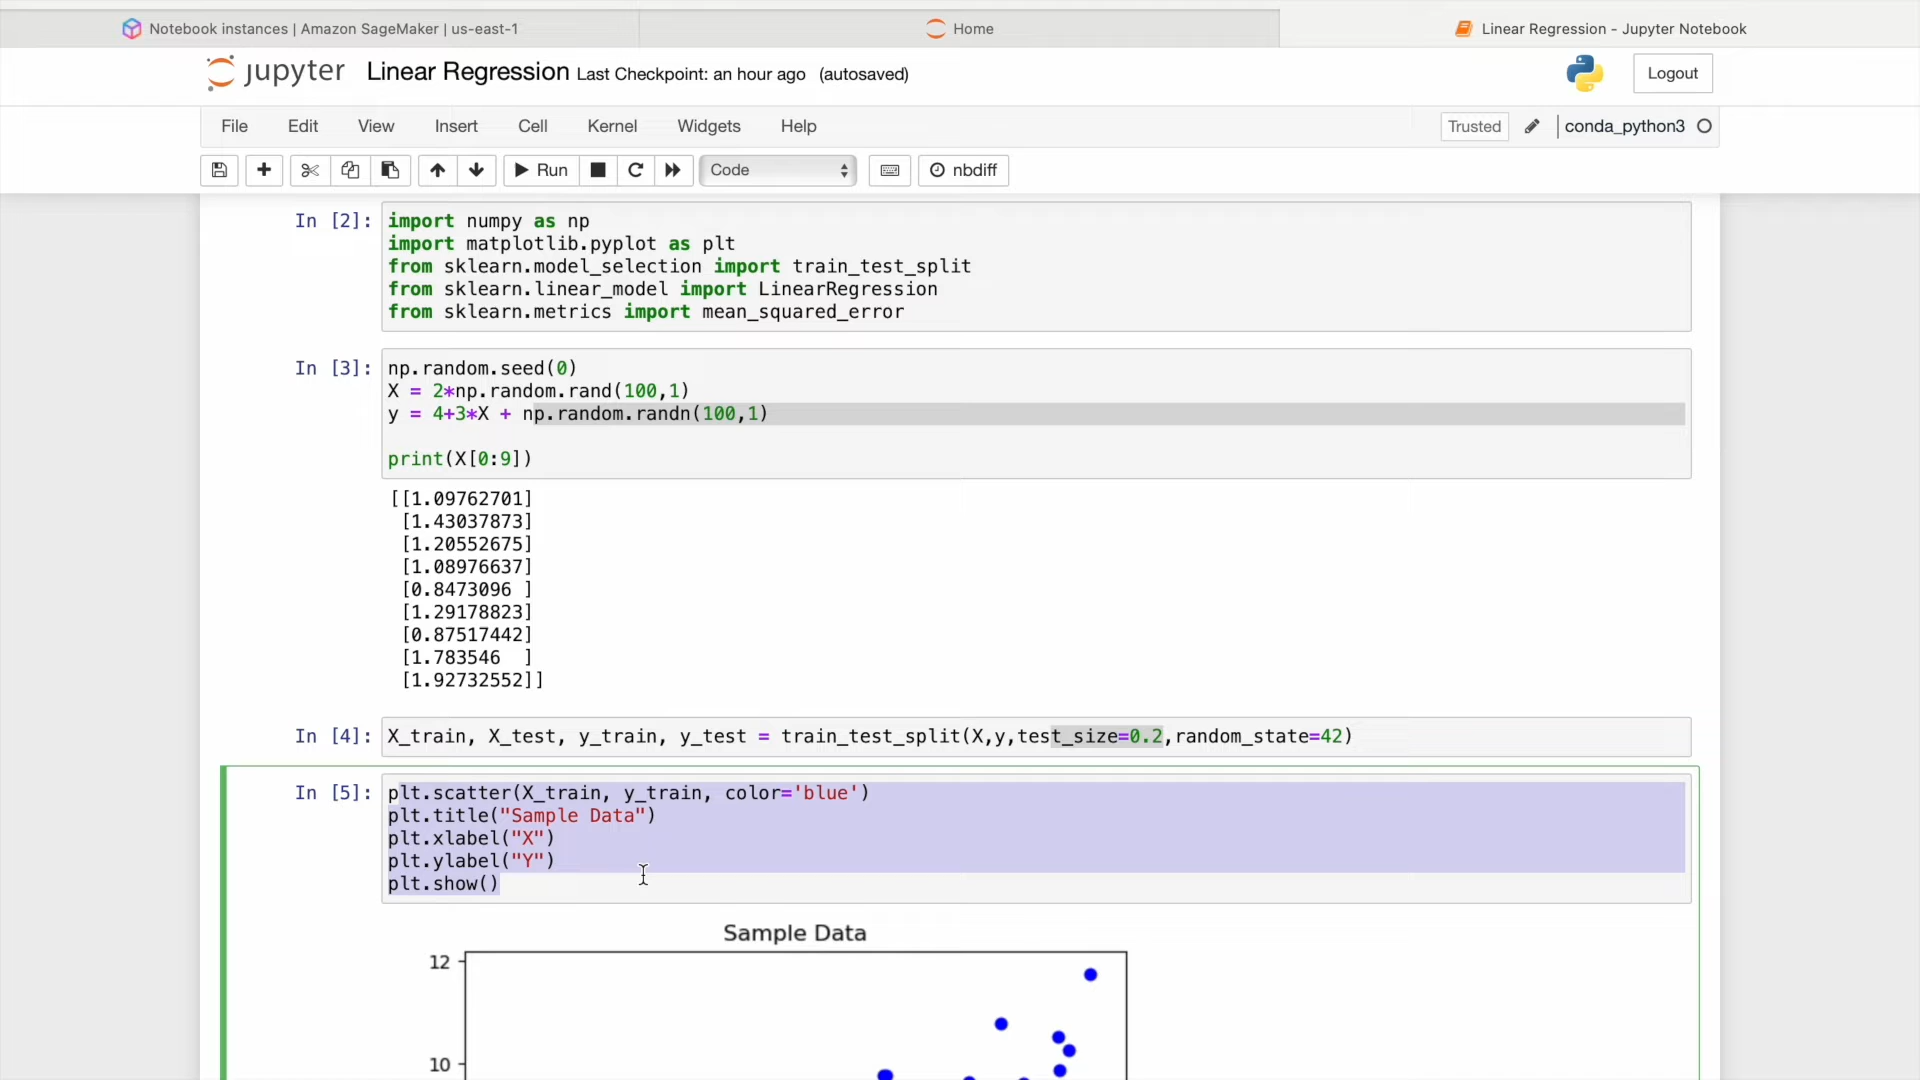 Notebook instances | Amazon SageMaker | us-east-1
Home
Linear Regression - Jupyter Notebook
jupyter Linear Regression Last Checkpoint: an hour ago (autosaved)
Logout
File Edit View Insert Cell Kernel Widgets Help
Trusted
conda_python3
Run
Code
nbdiff
In [2]: import numpy as np
import matplotlib.pyplot as plt
from sklearn.model_selection import train_test_split
from sklearn.linear_model import LinearRegression
from sklearn.metrics import mean_squared_error
In [3]: np.random.seed(0)
X = 2*np.random.rand(100,1)
y = 4+3*X + np.random.randn(100,1)
print(X[0:9])
[[1.09762701]
[1.43037873]
[1.20552675]
[1.08976637]
[0.8473096 ]
[1.29178823]
[0.87517442]
[1.783546  ]
[1.92732552]]
In [4]: X_train, X_test, y_train, y_test = train_test_split(X,y,test_size=0.2,random_state=42)
In [5]: plt.scatter(X_train, y_train, color='blue')
plt.title("Sample Data")
plt.xlabel("X")
plt.ylabel("Y")
plt.show()
Sample Data
12
10